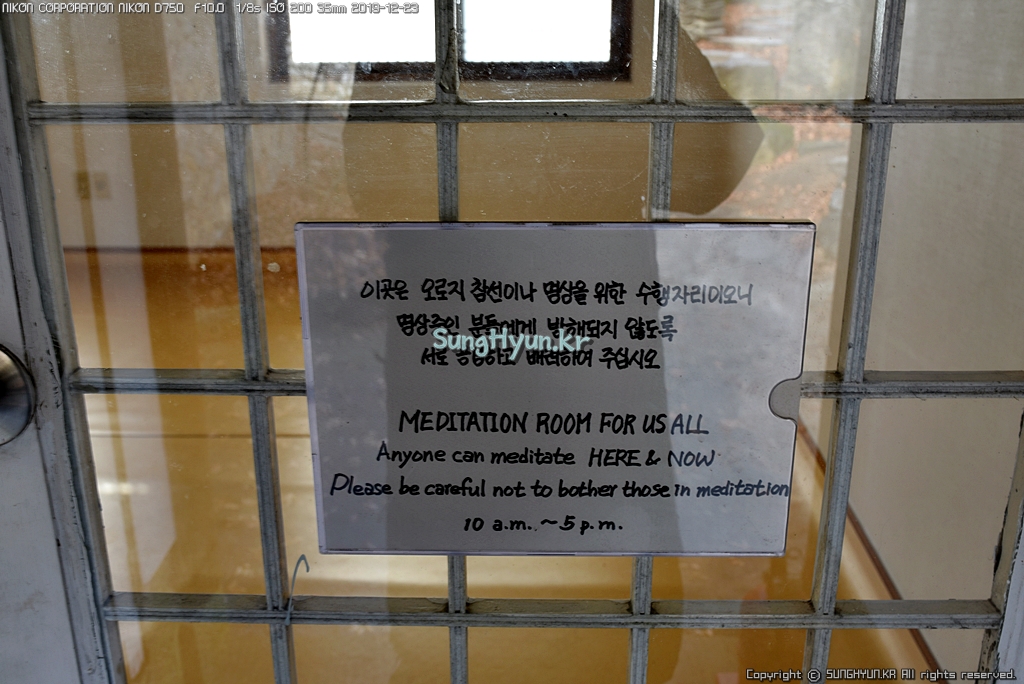 NIKON CORPORATION NIKON D750 F10.0 1/8s ISO 200 35mm 2019-12-23
이곳은 오로지 참선이나 명상을 위한 수행자리이오니
명상중인 분들에게 방해되지 않도록
SungHyun.Kr
서로 배려하여 주십시오
MEDITATION ROOM FOR US ALL
Anyone can meditate HERE & NOW
Please be careful not to bother those in meditation
10 a.m. ~ 5 p.m.
Copyright ⓒ SUNGHYUN.KR All rights reserved.